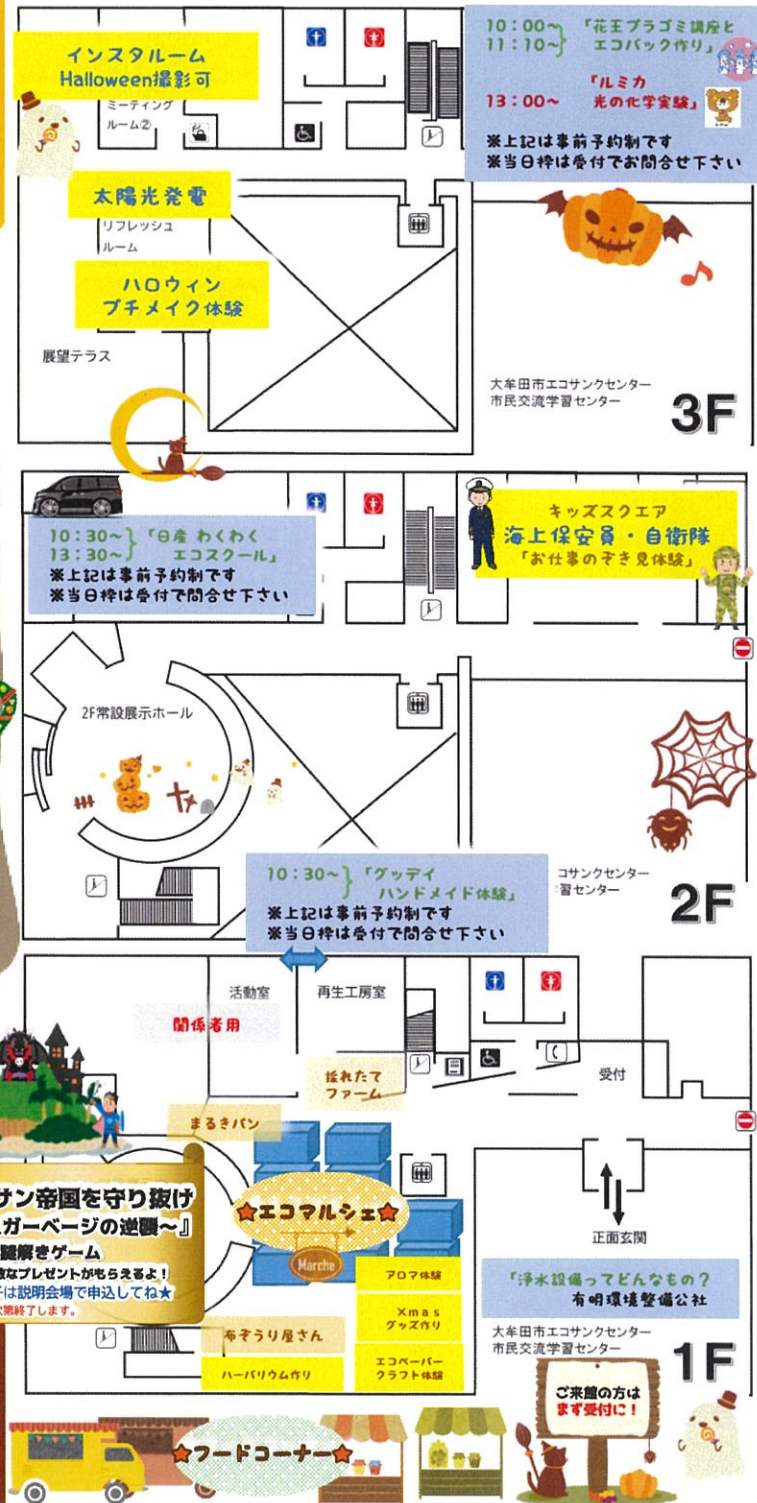 インスタルーム
Halloween撮影可
ミーティング
ルーム②
10:00～
11:10～
「花王プラゴミ講座と
エコバック作り」
13:00～
「ルミカ
光の化学実験」
※上記は事前予約制です
※当日枠は受付でお問合せ下さい
太陽光発電
リフレッシュ
ルーム
ハロウィン
プチメイク体験
展望テラス
大牟田市エコサンクセンター
市民交流学習センター
3F
10:30～
13:30～
「日産 わくわく
エコスクール」
※上記は事前予約制です
※当日枠は受付で問合せ下さい
キッズスクエア
海上保安員・自衛隊
「お仕事のぞき見体験」
2F常設展示ホール
コサンクセンター
習センター
2F
10:30～
「グッデイ
ハンドメイド体験」
※上記は事前予約制です
※当日枠は受付で問合せ下さい
活動室
再生工房室
関係者用
採れたて
ファーム
受付
まるきパン
サン帝国を守り抜け
ガーベージの逆襲～』
謎解きゲーム
敵なプレゼントがもらえるよ!
は説明会場で申込してね★
次第終了します。
★エコマルシェ★
Marche
正面玄関
アロマ体験
Xmas
グッズ作り
エコペーパー
クラフト体験
布ぞうり屋さん
ハーバリウム作り
「浄水設備ってどんなもの?
有明環境整備公社
大牟田市エコサンクセンター
市民交流学習センター
1F
ご来館の方は
まず受付に!
★フードコーナー★